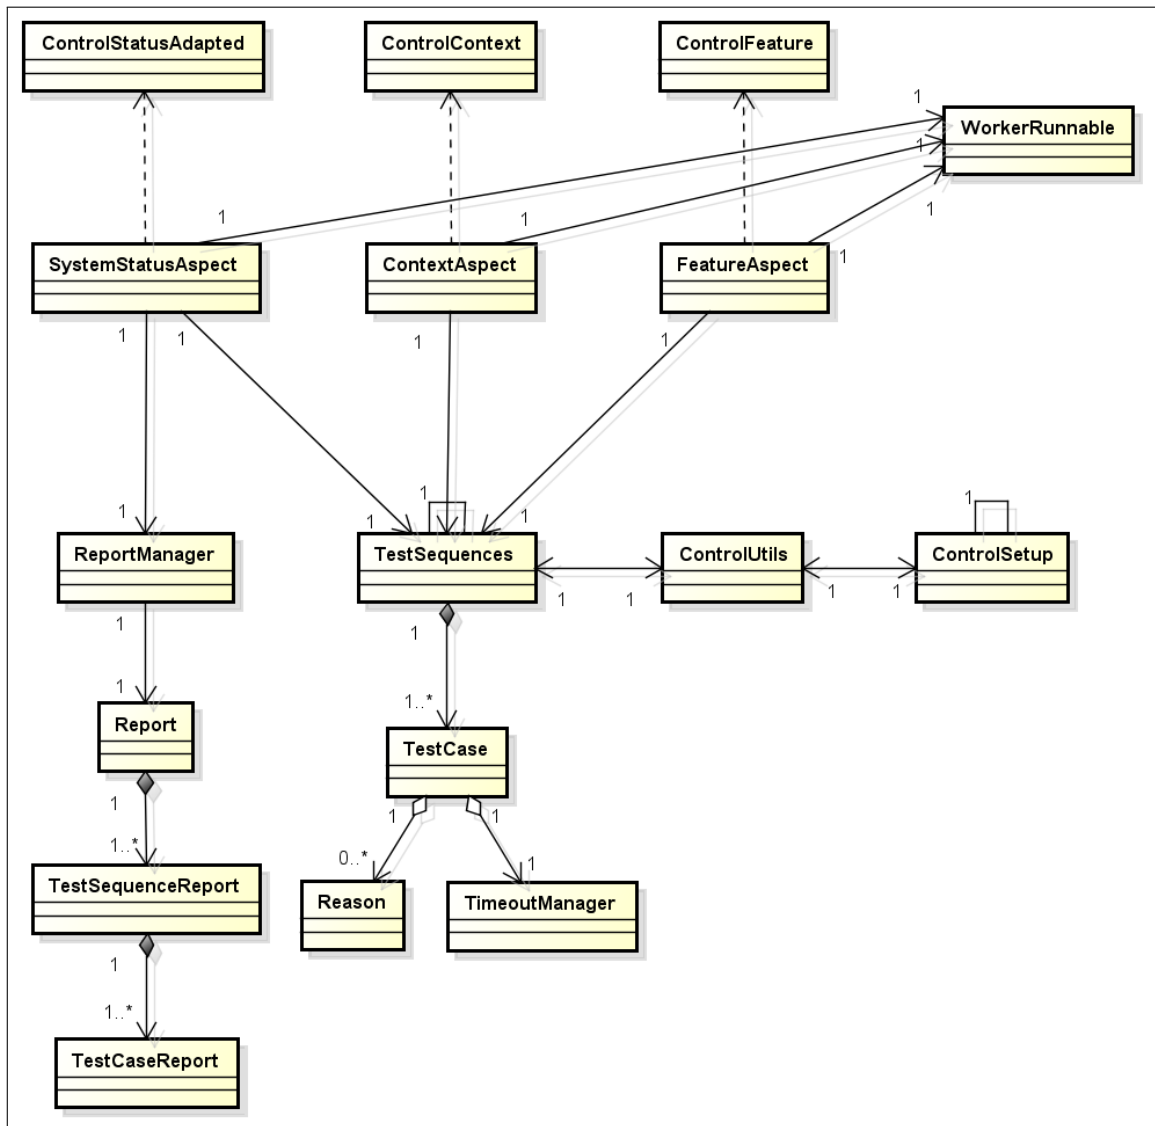 ControlStatusAdapted
ControlContext
ControlFeature
1
WorkerRunnable
1
1
1
1
1
SystemStatusAspect
ContextAspect
FeatureAspect
1
1
1
1
1
1
1
1
1
ReportManager
TestSequences
ControlUtils
ControlSetup
1
1
1
1
1
1
1
1..*
Report
TestCase
1
1
1
1..*
0..*
1
TestSequenceReport
Reason
TimeoutManager
1
1..*
TestCaseReport